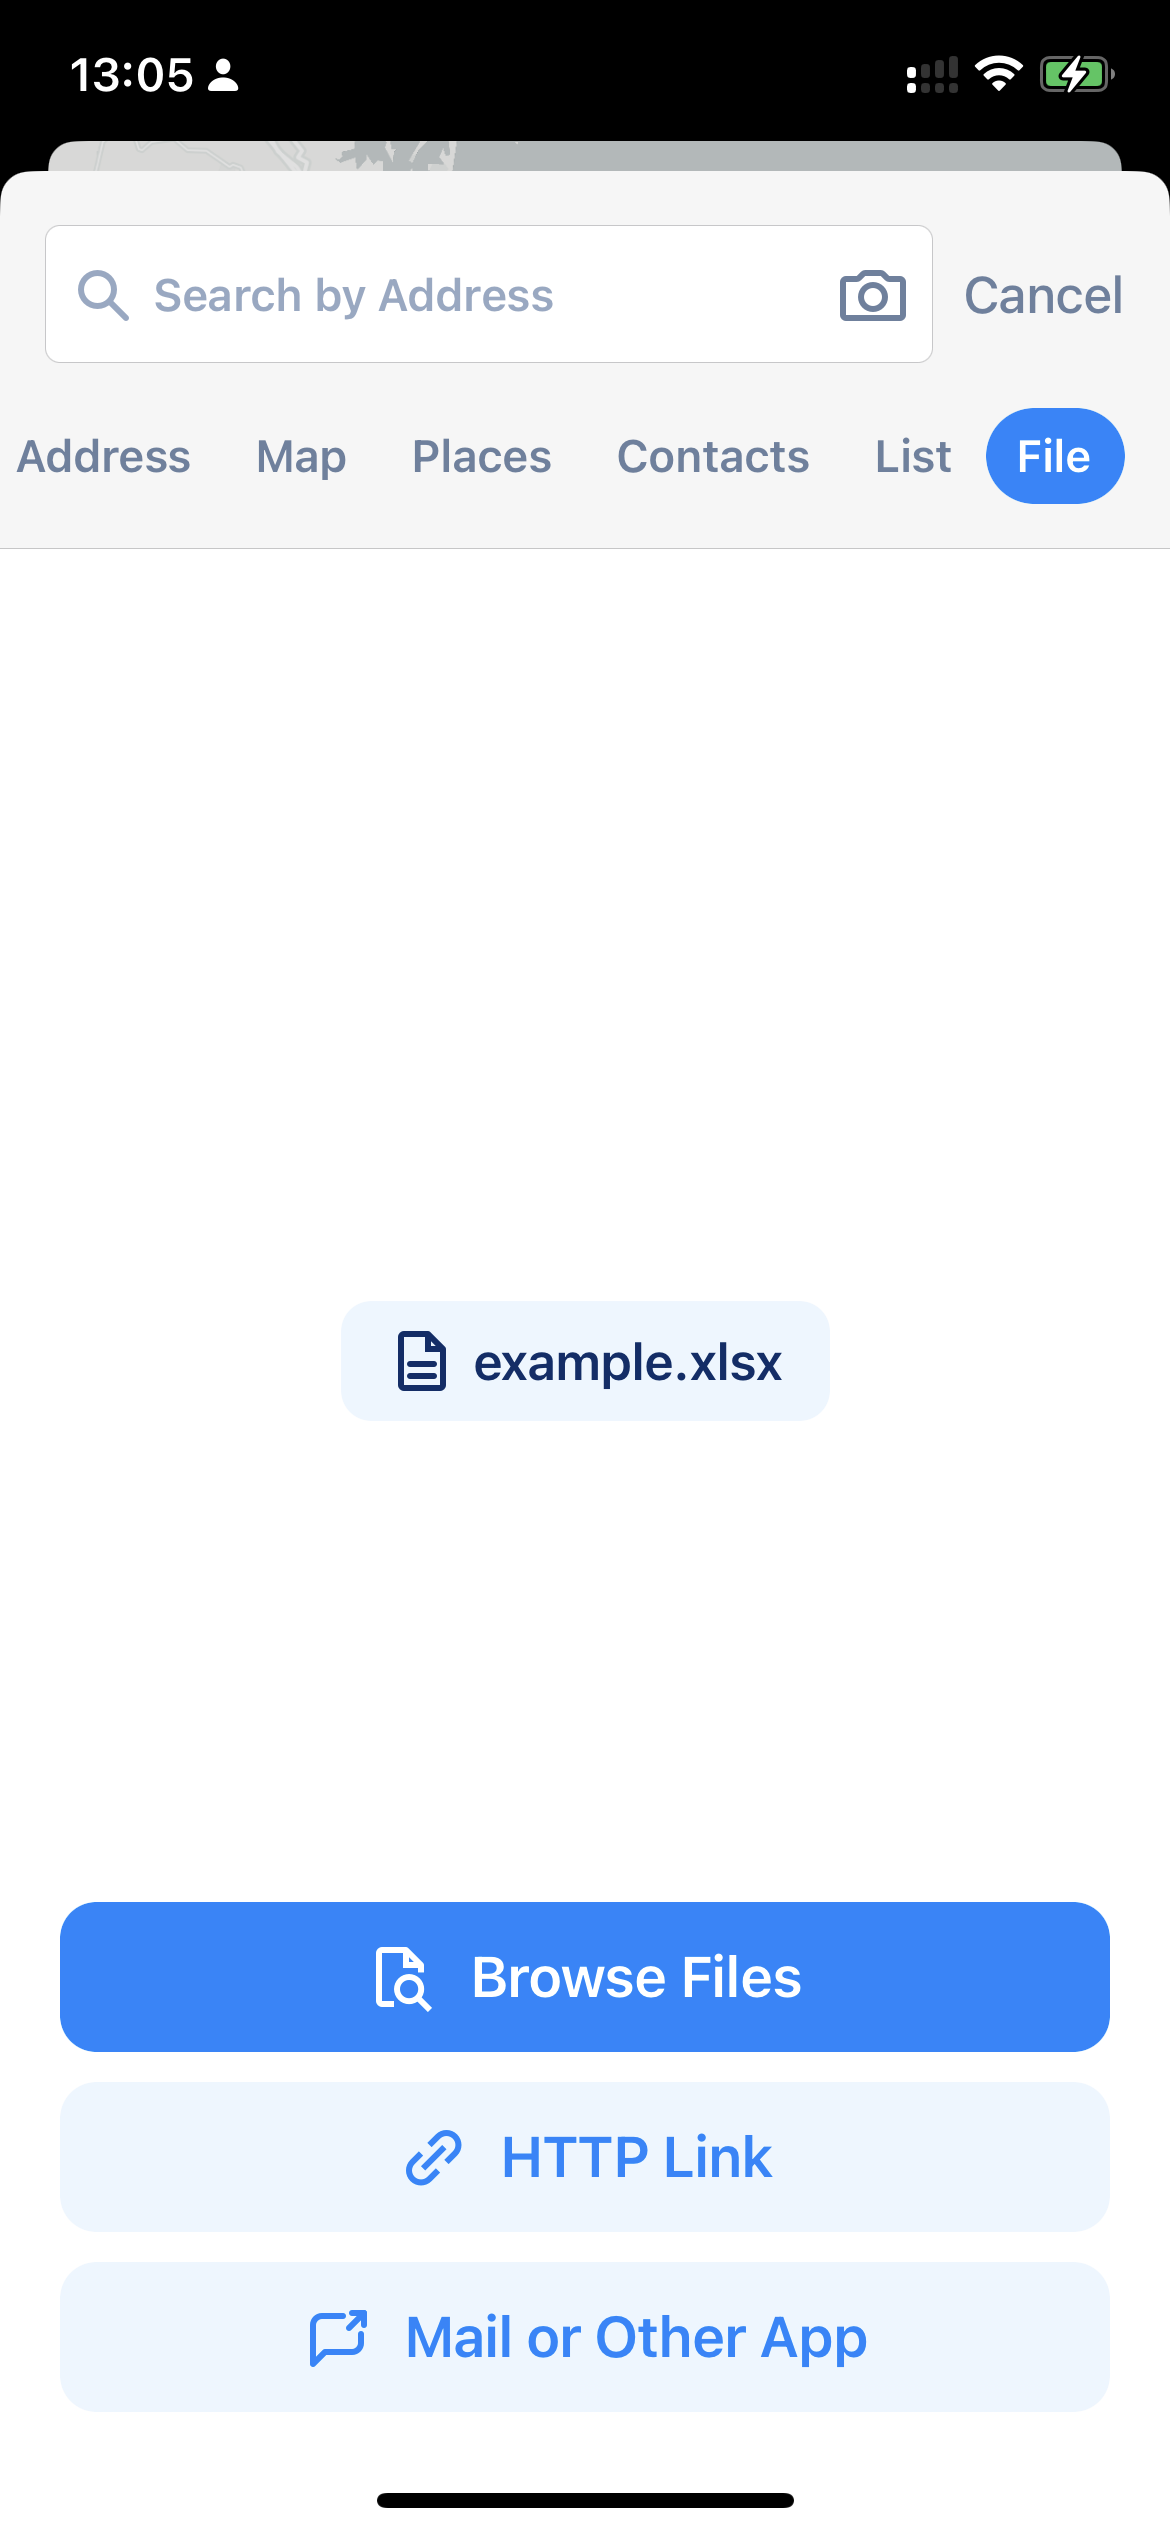 13:05
Search by Address
Cancel
Address Map Places Contacts List File
example.xlsx
Browse Files
HTTP Link
Mail or Other App